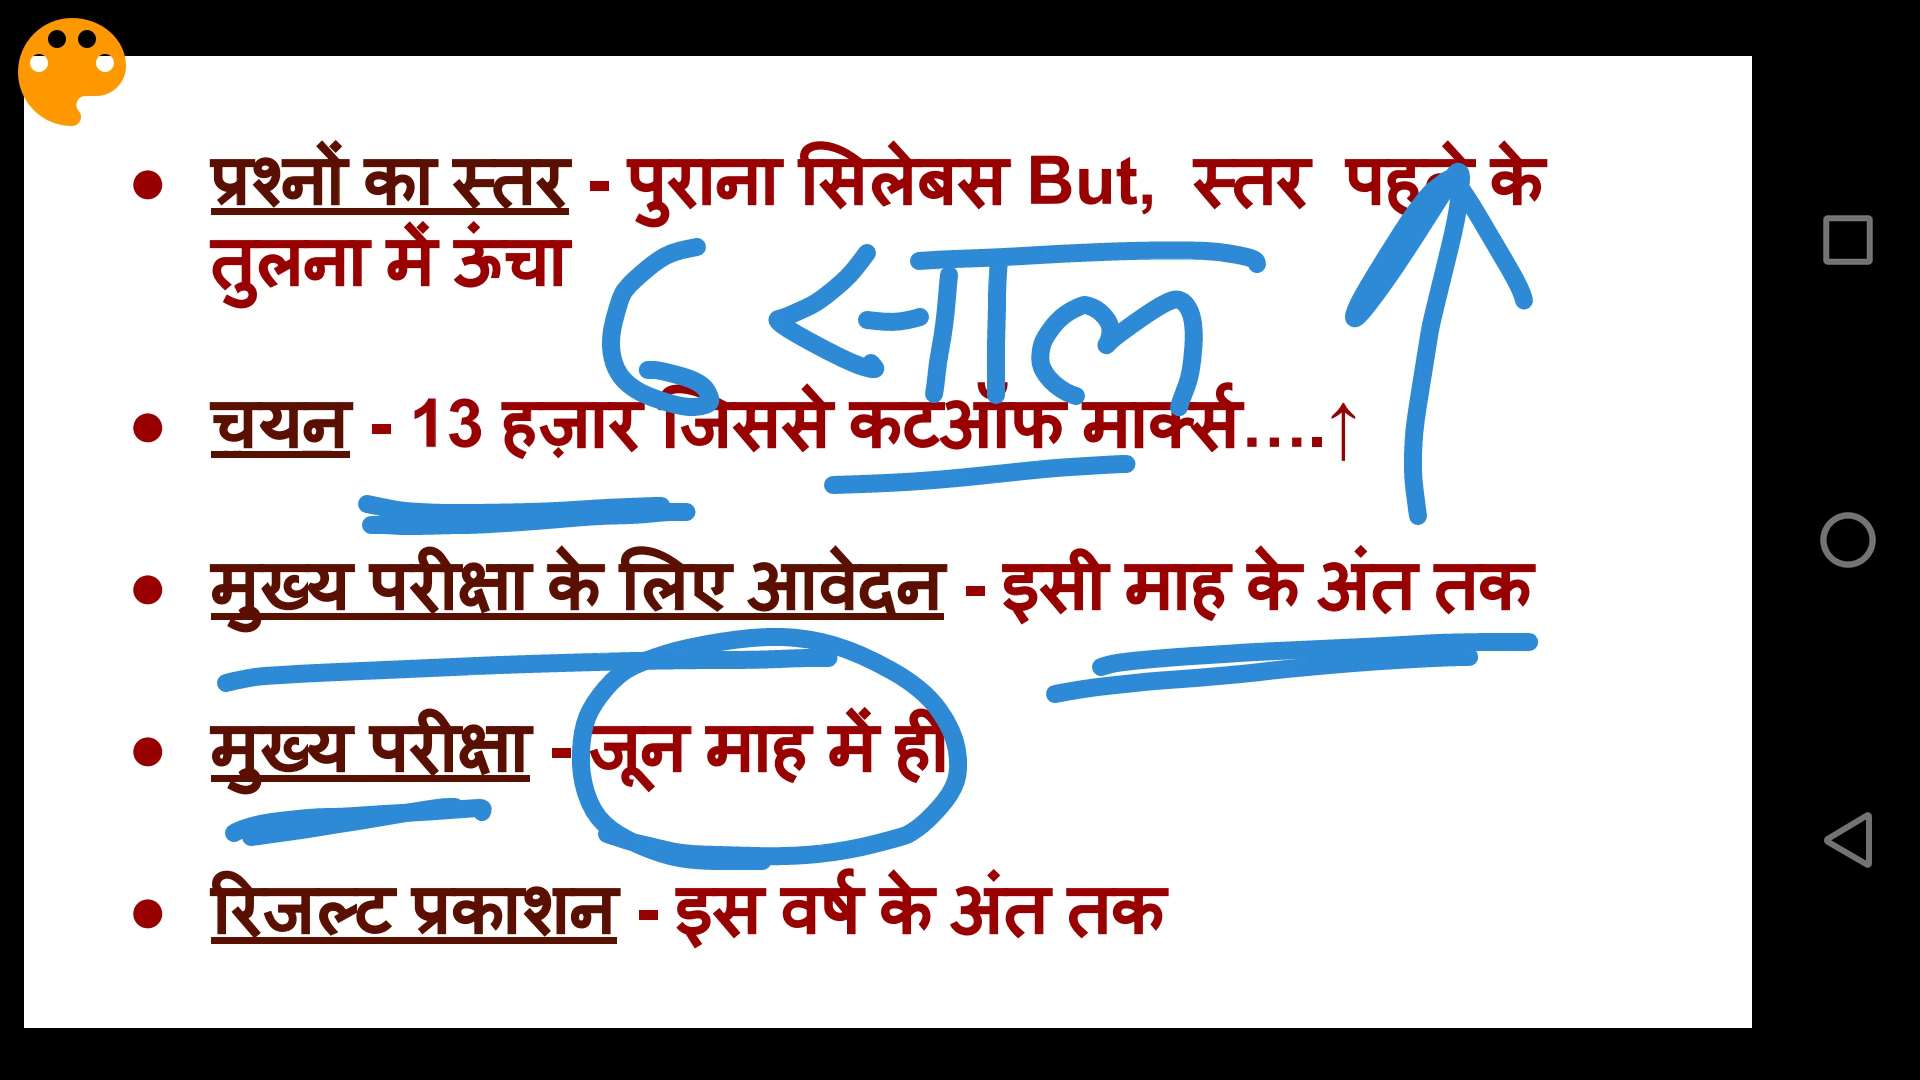 ● प्रश्नों का स्तर - पुराना सिलेबस But, स्तर पहले के
तुलना में ऊंचा
6 साल
● चयन - 13 हज़ार जिससे कटऑफ मार्क्स....↑
● मुख्य परीक्षा के लिए आवेदन - इसी माह के अंत तक
● मुख्य परीक्षा - जून माह में ही
● रिजल्ट प्रकाशन - इस वर्ष के अंत तक